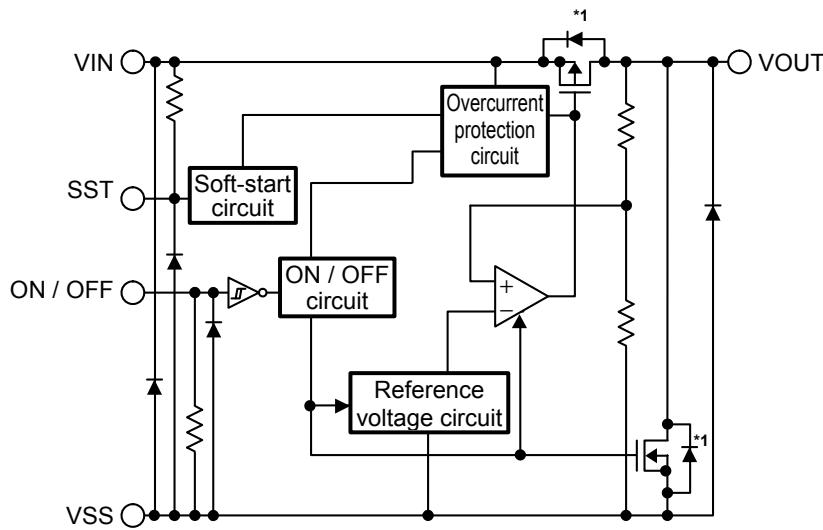 *1
VIN
VOUT
Overcurrent
protection
circuit
SST
Soft-start
circuit
ON / OFF
ON / OFF
circuit
+
−
Reference
voltage circuit
*1
VSS